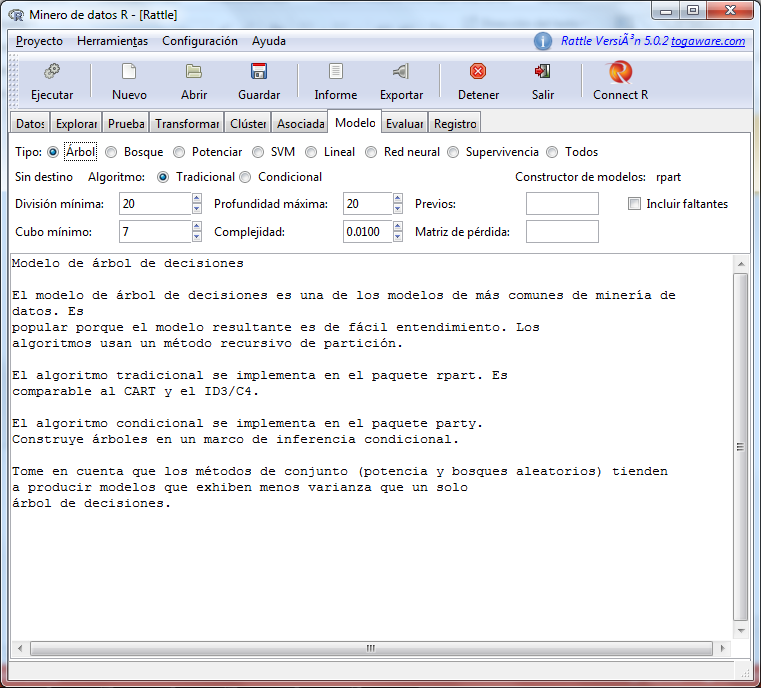 Minero de datos R - [Rattle]
Proyecto Herramientas Configuración Ayuda
Rattle VersiÃ³n 5.0.2 togaware.com
Ejecutar Nuevo Abrir Guardar Informe Exportar Detener Salir Connect R
Datos Explorar Prueba Transformar Clúster Asociada Modelo Evaluar Registro
Tipo: Árbol Bosque Potenciar SVM Lineal Red neural Supervivencia Todos
Sin destino Algoritmo: Tradicional Condicional Constructor de modelos: rpart
División mínima: 20 Profundidad máxima: 20 Previos: Incluir faltantes
Cubo mínimo: 7 Complejidad: 0.0100 Matriz de pérdida:
Modelo de árbol de decisiones
El modelo de árbol de decisiones es una de los modelos de más comunes de minería de
datos. Es
popular porque el modelo resultante es de fácil entendimiento. Los
algoritmos usan un método recursivo de partición.
El algoritmo tradicional se implementa en el paquete rpart. Es
comparable al CART y el ID3/C4.
El algoritmo condicional se implementa en el paquete party.
Construye árboles en un marco de inferencia condicional.
Tome en cuenta que los métodos de conjunto (potencia y bosques aleatorios) tienden
a producir modelos que exhiben menos varianza que un solo
árbol de decisiones.